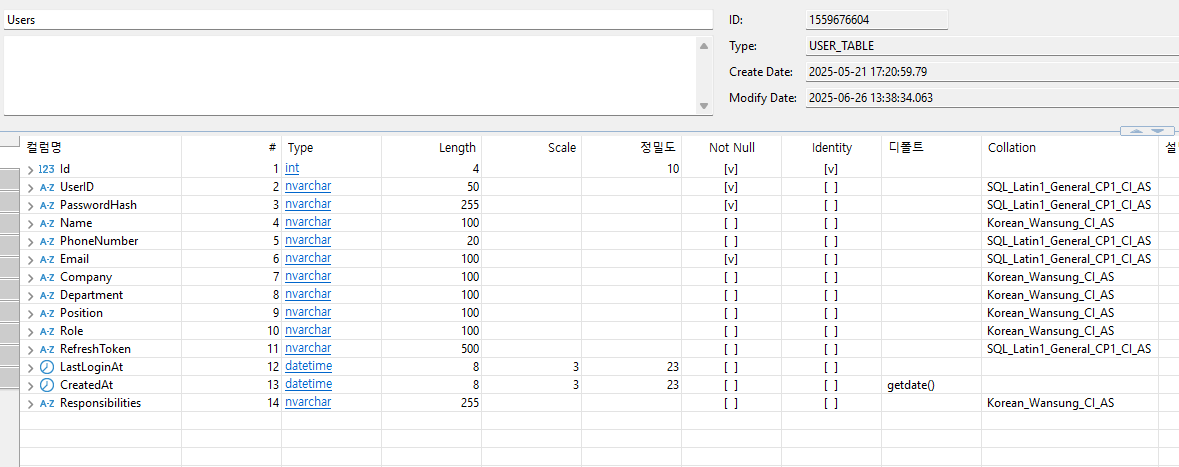 Users
ID: 1559676604
Type: USER_TABLE
Create Date: 2025-05-21 17:20:59.79
Modify Date: 2025-06-26 13:38:34.063
컬럼명 # Type Length Scale 정밀도 Not Null Identity 디폴트 Collation 설
123 Id 1 int 4 10 [v] [v]
A-Z UserID 2 nvarchar 50 [v] [ ] SQL_Latin1_General_CP1_CI_AS
A-Z PasswordHash 3 nvarchar 255 [v] [ ] SQL_Latin1_General_CP1_CI_AS
A-Z Name 4 nvarchar 100 [ ] [ ] Korean_Wansung_CI_AS
A-Z PhoneNumber 5 nvarchar 20 [ ] [ ] SQL_Latin1_General_CP1_CI_AS
A-Z Email 6 nvarchar 100 [v] [ ] SQL_Latin1_General_CP1_CI_AS
A-Z Company 7 nvarchar 100 [ ] [ ] Korean_Wansung_CI_AS
A-Z Department 8 nvarchar 100 [ ] [ ] Korean_Wansung_CI_AS
A-Z Position 9 nvarchar 100 [ ] [ ] Korean_Wansung_CI_AS
A-Z Role 10 nvarchar 100 [ ] [ ] Korean_Wansung_CI_AS
A-Z RefreshToken 11 nvarchar 500 [ ] [ ] SQL_Latin1_General_CP1_CI_AS
LastLoginAt 12 datetime 8 3 23 [ ] [ ]
CreatedAt 13 datetime 8 3 23 [ ] [ ] getdate()
A-Z Responsibilities 14 nvarchar 255 [ ] [ ] Korean_Wansung_CI_AS